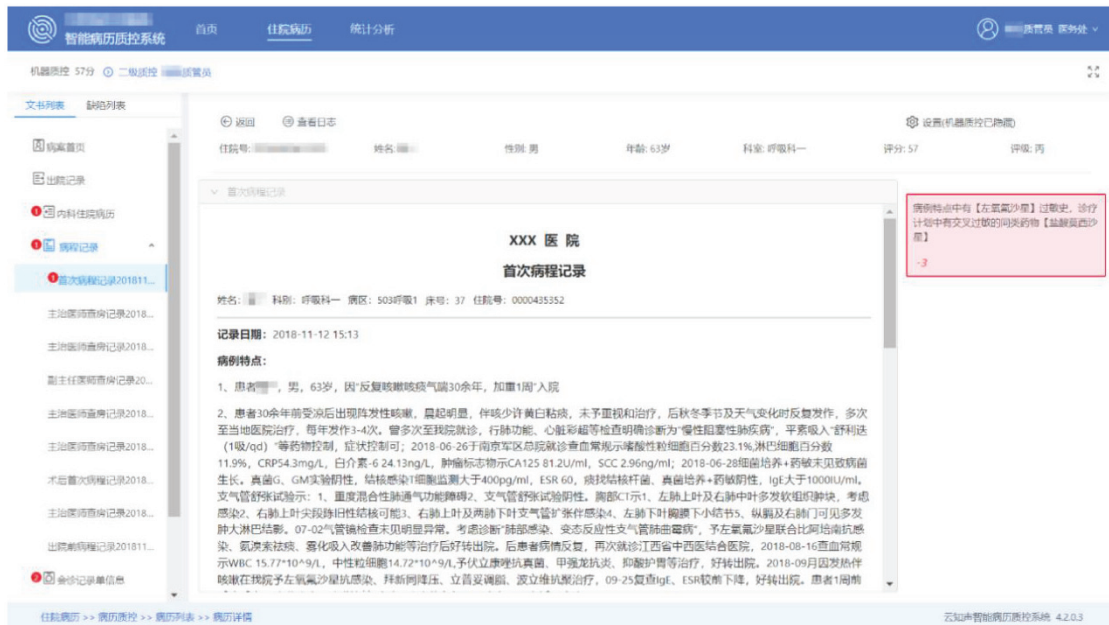 智能病历质控系统
首页
住院病历
统计分析
质管员 医务处
机器质控 57分
二级质控
质管员
文书列表
缺陷列表
返回
查看日志
设置(机器质控已隐藏)
住院号:
姓名:
性别: 男
年龄: 63岁
科室: 呼吸科一
评分: 57
评级: 丙
病案首页
出院记录
1
内科住院病历
1
病程记录
1
首次病程记录201811...
主治医师查房记录2018...
主治医师查房记录2018...
副主任医师查房记录20...
主治医师查房记录2018...
主治医师查房记录2018...
术后首次病程记录2018...
主治医师查房记录2018...
出院前病程记录201811...
会诊记录单信息
首次病程记录
XXX 医 院
首次病程记录
姓名: 科别: 呼吸科一 病区: 503呼吸1 床号: 37 住院号: 0000435352
记录日期: 2018-11-12 15:13
病例特点:
1、患者 ,男,63岁,因"反复咳嗽咳痰气喘30余年,加重1周"入院
2、患者30余年前受凉后出现阵发性咳嗽,晨起明显,伴咳少许黄白粘痰,未予重视和治疗,后秋冬季节及天气变化时反复发作,多次
至当地医院治疗,每年发作3-4次。曾多次至我院就诊,行肺功能、心脏彩超等检查明确诊断为"慢性阻塞性肺疾病",平素吸入"舒利迭
(1吸/qd)"等药物控制,症状控制可;2018-06-26于南京军区总院就诊查血常规示嗜酸性粒细胞百分数23.1%,淋巴细胞百分数
11.9%,CRP54.3mg/L,白介素-6 24.13ng/L,肿瘤标志物示CA125 81.2U/ml,SCC 2.96ng/ml;2018-06-28细菌培养+药敏未见致病菌
生长。真菌G、GM实验阴性,结核感染T细胞监测大于400pg/ml,ESR 60,痰找结核杆菌、真菌培养+药敏阴性,IgE大于1000IU/ml。
支气管舒张试验示:1、重度混合性肺通气功能障碍2、支气管舒张试验阴性。胸部CT示1、左肺上叶及右肺中叶多发软组织肿块,考虑
感染2、右肺上叶尖段陈旧性结核可能3、右肺上叶及两肺下叶支气管扩张伴感染4、左肺下叶胸膜下小结节5、纵膈及右肺门可见多发
肿大淋巴结影。07-02气管镜检查未见明显异常。考虑诊断"肺部感染、变态反应性支气管肺曲霉病",予左氧氟沙星联合比阿培南抗感
染、氨溴索祛痰、雾化吸入改善肺功能等治疗后好转出院。后患者病情反复,再次就诊江西省中西医结合医院,2018-08-16查血常规
示WBC 15.77*10^9/L,中性粒细胞14.72*10^9/L,予伏立康唑抗真菌、甲强龙抗炎、抑酸护胃等治疗,好转出院。2018-09月因发热伴
咳嗽在我院予左氧氟沙星抗感染、拜新同降压、立普妥调脂、波立维抗聚治疗,09-25复查IgE、ESR较前下降,好转出院。患者1周前
病例特点中有【左氧氟沙星】过敏史,诊疗
计划中有交叉过敏的同类药物【盐酸莫西沙
星】
-3
住院病历 >> 病历质控 >> 病历列表 >> 病历详情
云知声智能病历质控系统 4.2.0.3